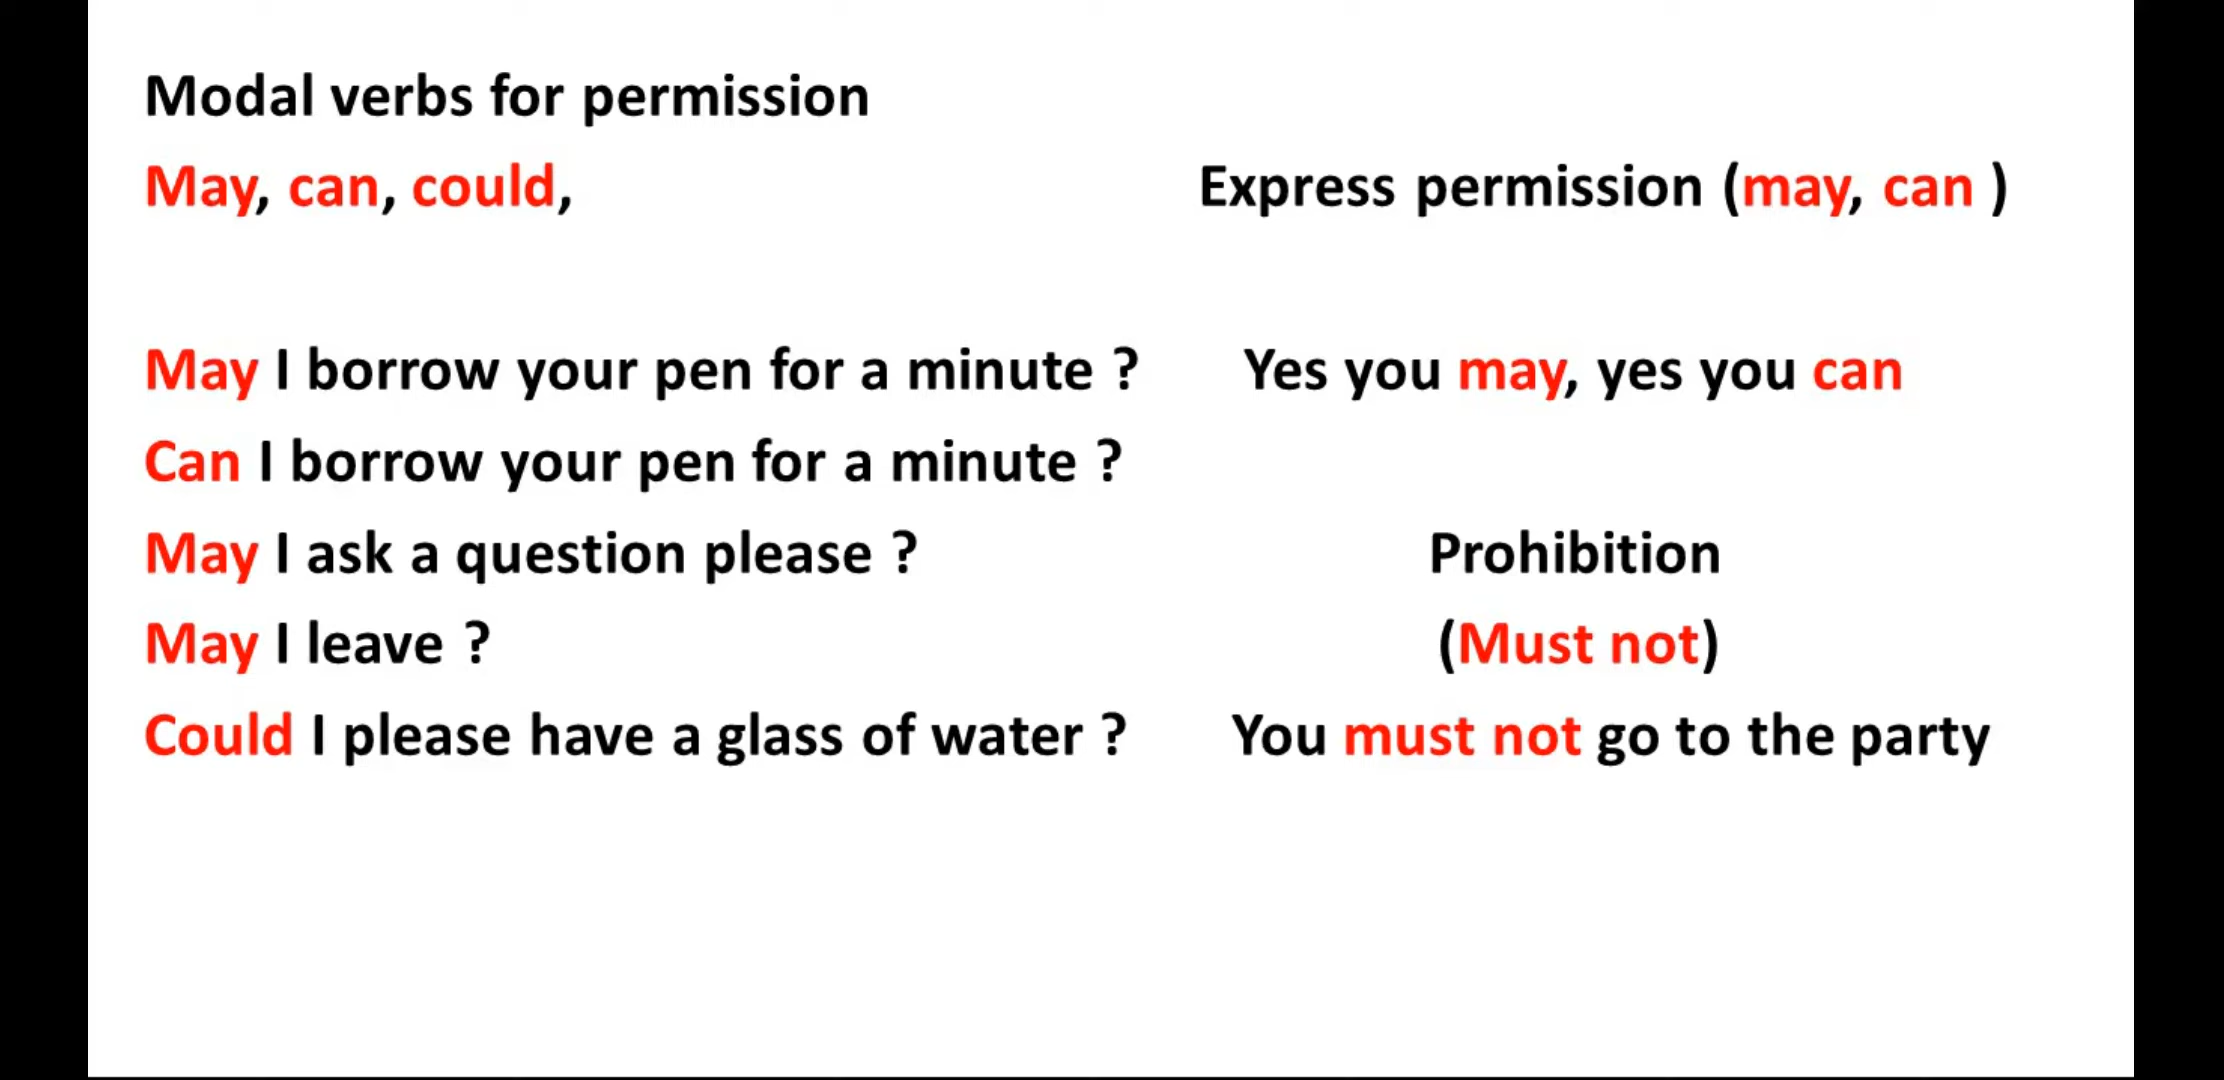 Modal verbs for permission
May, can, could,
Express permission (may, can )
May I borrow your pen for a minute ?
Yes you may, yes you can
Can I borrow your pen for a minute ?
May I ask a question please ?
Prohibition
May I leave ?
(Must not)
Could I please have a glass of water ?
You must not go to the party